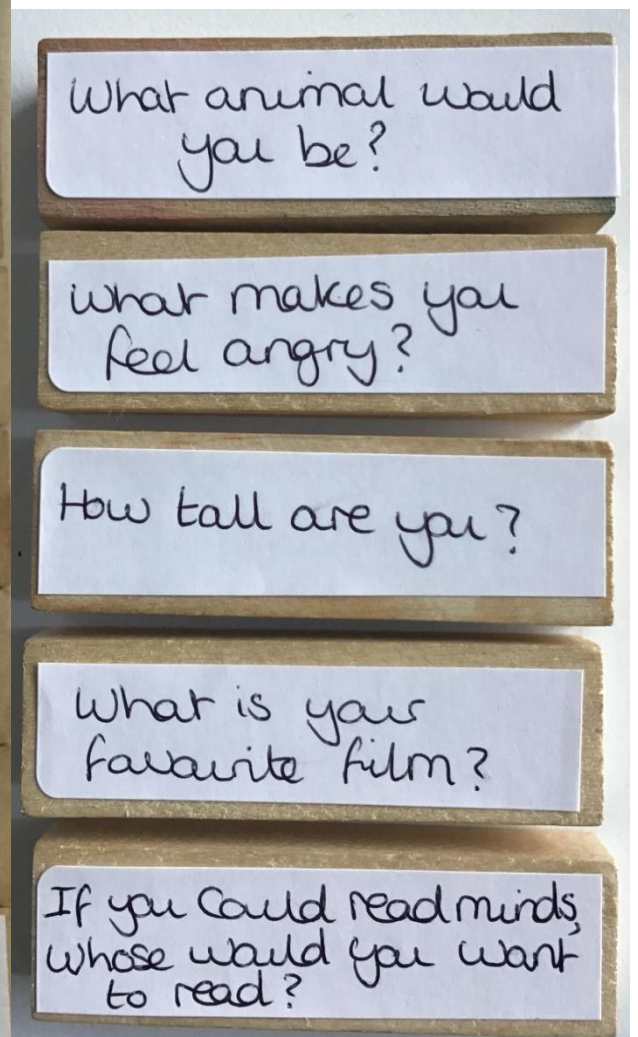 What animal would
you be?
What makes you
feel angry?
How tall are you?
What is your
favourite film?
If you could read minds,
whose would you want
to read?